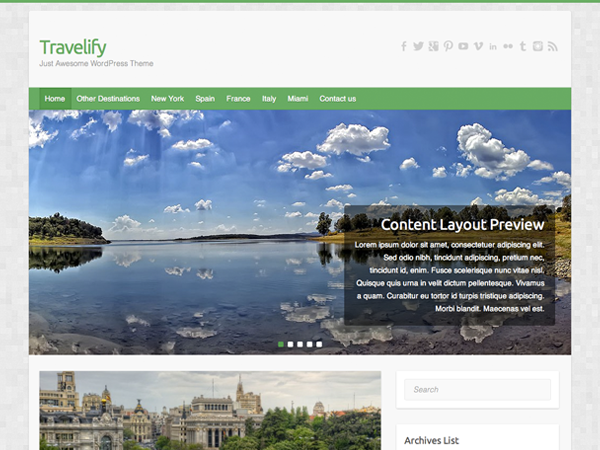 Travelify
Just Awesome WordPress Theme
Home Other Destinations New York Spain France Italy Miami Contact us
Content Layout Preview
Lorem ipsum dolor sit amet, consectetuer adipiscing elit.
Sed odio nibh, tincidunt adipiscing, pretium nec,
tincidunt id, enim. Fusce scelerisque nunc vitae nisl.
Quisque quis urna in velit dictum pellentesque. Vivamus
a quam. Curabitur eu tortor id turpis tristique adipiscing.
Morbi blandit. Maecenas vel est.
Search
Archives List